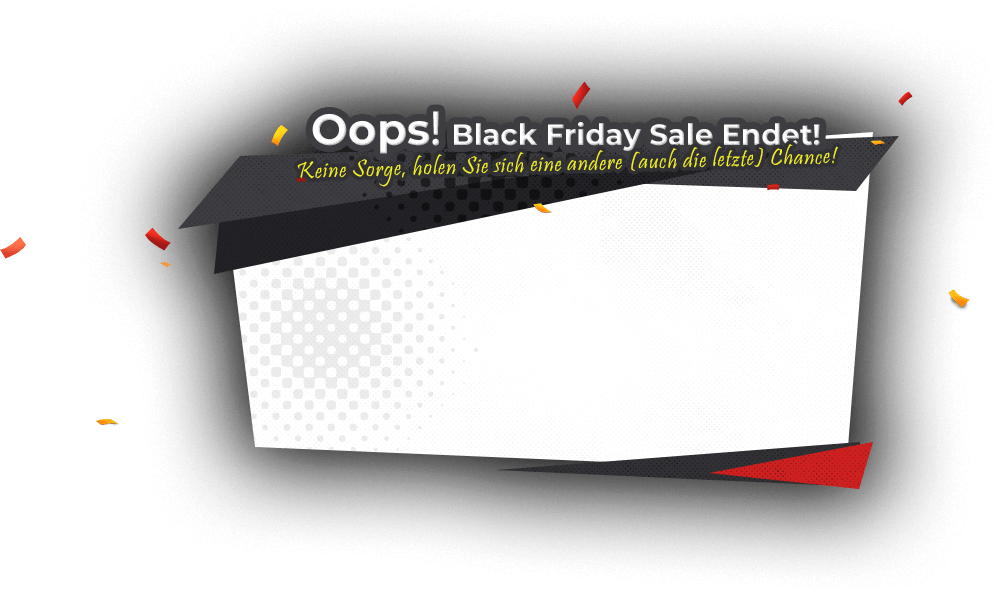 Oops! Black Friday Sale Endet!
Keine Sorge, holen Sie sich eine andere (auch die letzte) Chance!